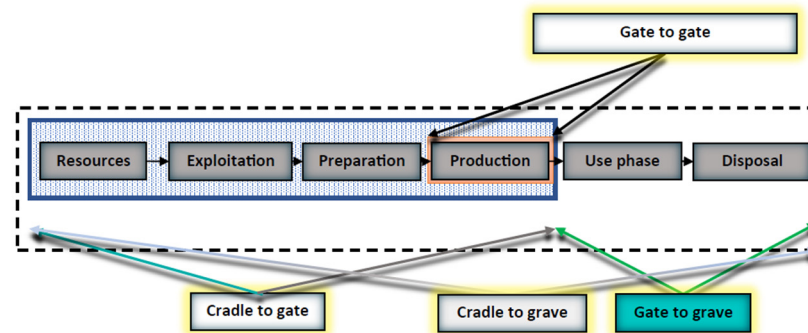 Gate to gate
Resources
Exploitation
Preparation
Production
Use phase
Disposal
Cradle to gate
Cradle to grave
Gate to grave